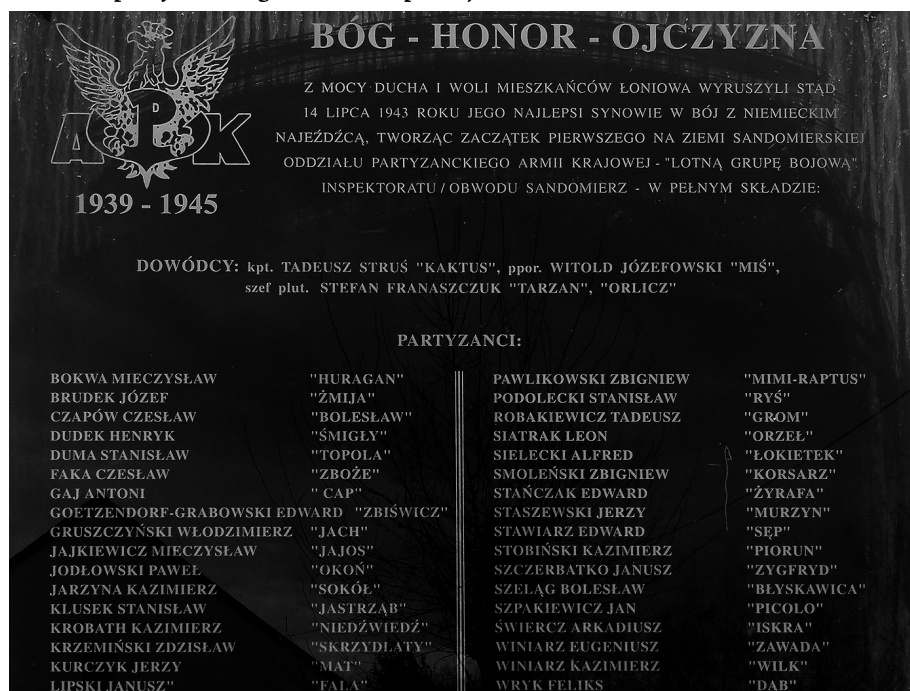 BÓG - HONOR - OJCZYZNA
Z MOCY DUCHA I WOLI MIESZKAŃCÓW ŁONIOWA WYRUSZYLI STĄD
14 LIPCA 1943 ROKU JEGO NAJLEPSI SYNOWIE W BÓJ Z NIEMIECKIM
NAJEŹDŹCĄ, TWORZĄC ZACZĄTEK PIERWSZEGO NA ZIEMI SANDOMIERSKIEJ
ODDZIAŁU PARTYZANCKIEGO ARMII KRAJOWEJ - "LOTNĄ GRUPĘ BOJOWĄ"
INSPEKTORATU / OBWODU SANDOMIERZ - W PEŁNYM SKŁADZIE:
A P K
1939 - 1945
DOWÓDCY: kpt. TADEUSZ STRUŚ "KAKTUS", ppor. WITOLD JÓZEFOWSKI "MIŚ",
szef plut. STEFAN FRANASZCZUK "TARZAN", "ORLICZ"
PARTYZANCI:
BOKWA MIECZYSŁAW "HURAGAN"
BRUDEK JÓZEF "ŻMIJA"
CZAPÓW CZESŁAW "BOLESŁAW"
DUDEK HENRYK "ŚMIGŁY"
DUMA STANISŁAW "TOPOLA"
FAKA CZESŁAW "ZBOŻE"
GAJ ANTONI " CAP"
GOETZENDORF-GRABOWSKI EDWARD "ZBIŚWICZ"
GRUSZCZYŃSKI WŁODZIMIERZ "JACH"
JAJKIEWICZ MIECZYSŁAW "JAJOS"
JODŁOWSKI PAWEŁ "OKOŃ"
JARZYNA KAZIMIERZ "SOKÓŁ"
KLUSEK STANISŁAW "JASTRZĄB"
KROBATH KAZIMIERZ "NIEDŹWIEDŹ"
KRZEMIŃSKI ZDZISŁAW "SKRZYDLATY"
KURCZYK JERZY "MAT"
LIPSKI JANUSZ" "FALA"
PAWLIKOWSKI ZBIGNIEW "MIMI-RAPTUS"
PODOLECKI STANISŁAW "RYŚ"
ROBAKIEWICZ TADEUSZ "GROM"
SIATRAK LEON "ORZEŁ"
SIELECKI ALFRED "ŁOKIETEK"
SMOLEŃSKI ZBIGNIEW "KORSARZ"
STAŃCZAK EDWARD "ŻYRAFA"
STASZEWSKI JERZY "MURZYN"
STAWIARZ EDWARD "SĘP"
STOBIŃSKI KAZIMIERZ "PIORUN"
SZCZERBATKO JANUSZ "ZYGFRYD"
SZELĄG BOLESŁAW "BŁYSKAWICA"
SZPAKIEWICZ JAN "PICOLO"
ŚWIERCZ ARKADIUSZ "ISKRA"
WINIARZ EUGENIUSZ "ZAWADA"
WINIARZ KAZIMIERZ "WILK"
WRYK FELIKS "DĄB"